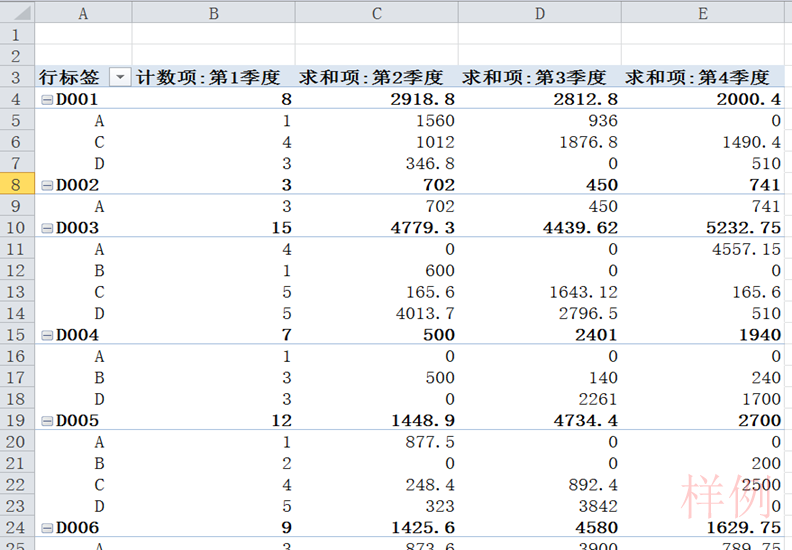 A B C D E
1
2
3 行标签 计数项:第1季度 求和项:第2季度 求和项:第3季度 求和项:第4季度
4 D001 8 2918.8 2812.8 2000.4
5 A 1 1560 936 0
6 C 4 1012 1876.8 1490.4
7 D 3 346.8 0 510
8 D002 3 702 450 741
9 A 3 702 450 741
10 D003 15 4779.3 4439.62 5232.75
11 A 4 0 0 4557.15
12 B 1 600 0 0
13 C 5 165.6 1643.12 165.6
14 D 5 4013.7 2796.5 510
15 D004 7 500 2401 1940
16 A 1 0 0 0
17 B 3 500 140 240
18 D 3 0 2261 1700
19 D005 12 1448.9 4734.4 2700
20 A 1 877.5 0 0
21 B 2 0 0 200
22 C 4 248.4 892.4 2500
23 D 5 323 3842 0
样例
24 D006 9 1425.6 4580 1629.75
25 A 3 873.6 3900 789.75